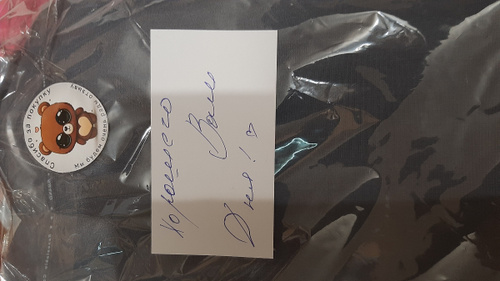 Хорошего
Вам
Дня! ♡
Спасибо за покупку